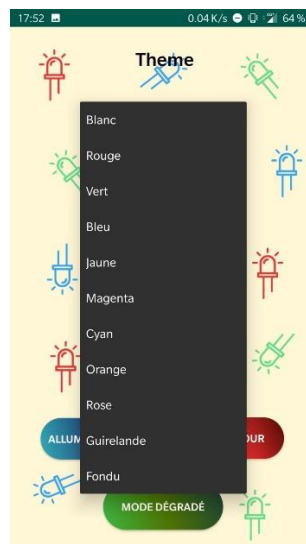 17:52 0.04 K/s 64 %
Theme
Blanc
Rouge
Vert
Bleu
Jaune
Magenta
Cyan
Orange
Rose
Guirelande
Fondu
ALLUM OUR
MODE DÉGRADÉ